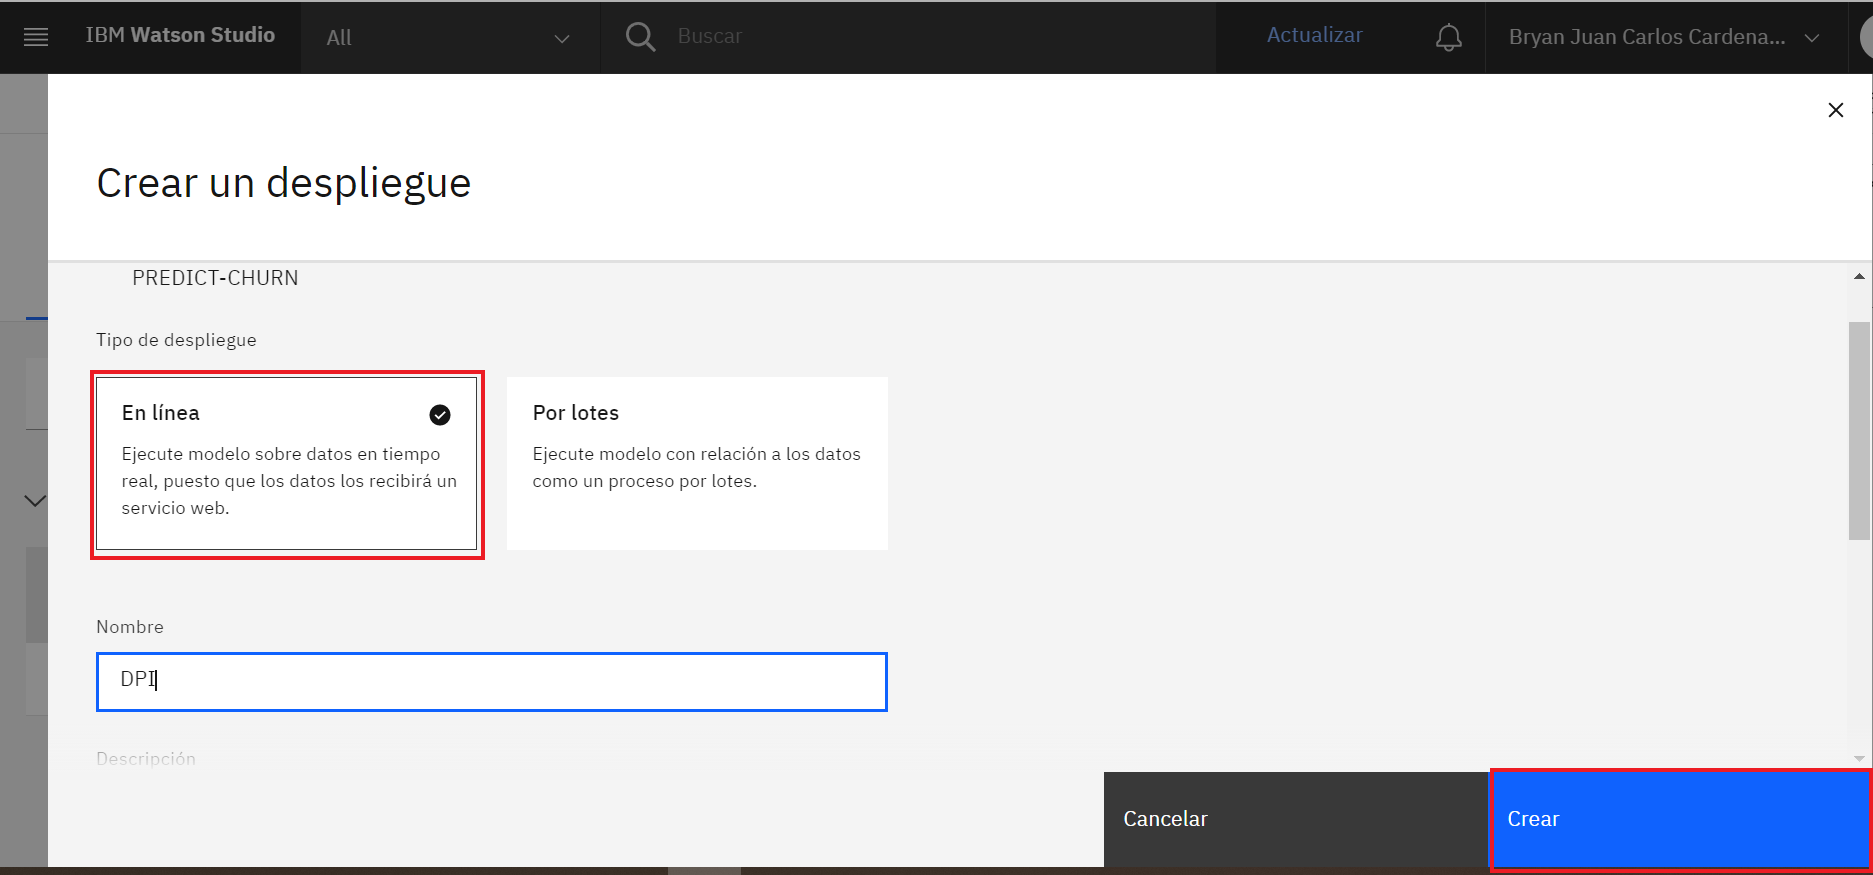 IBM Watson Studio
All
Buscar
Actualizar
Bryan Juan Carlos Cardena...
Crear un despliegue
PREDICT-CHURN
Tipo de despliegue
En línea
Ejecute modelo sobre datos en tiempo
real, puesto que los datos los recibirá un
servicio web.
Por lotes
Ejecute modelo con relación a los datos
como un proceso por lotes.
Nombre
DPI
Descripción
Cancelar
Crear